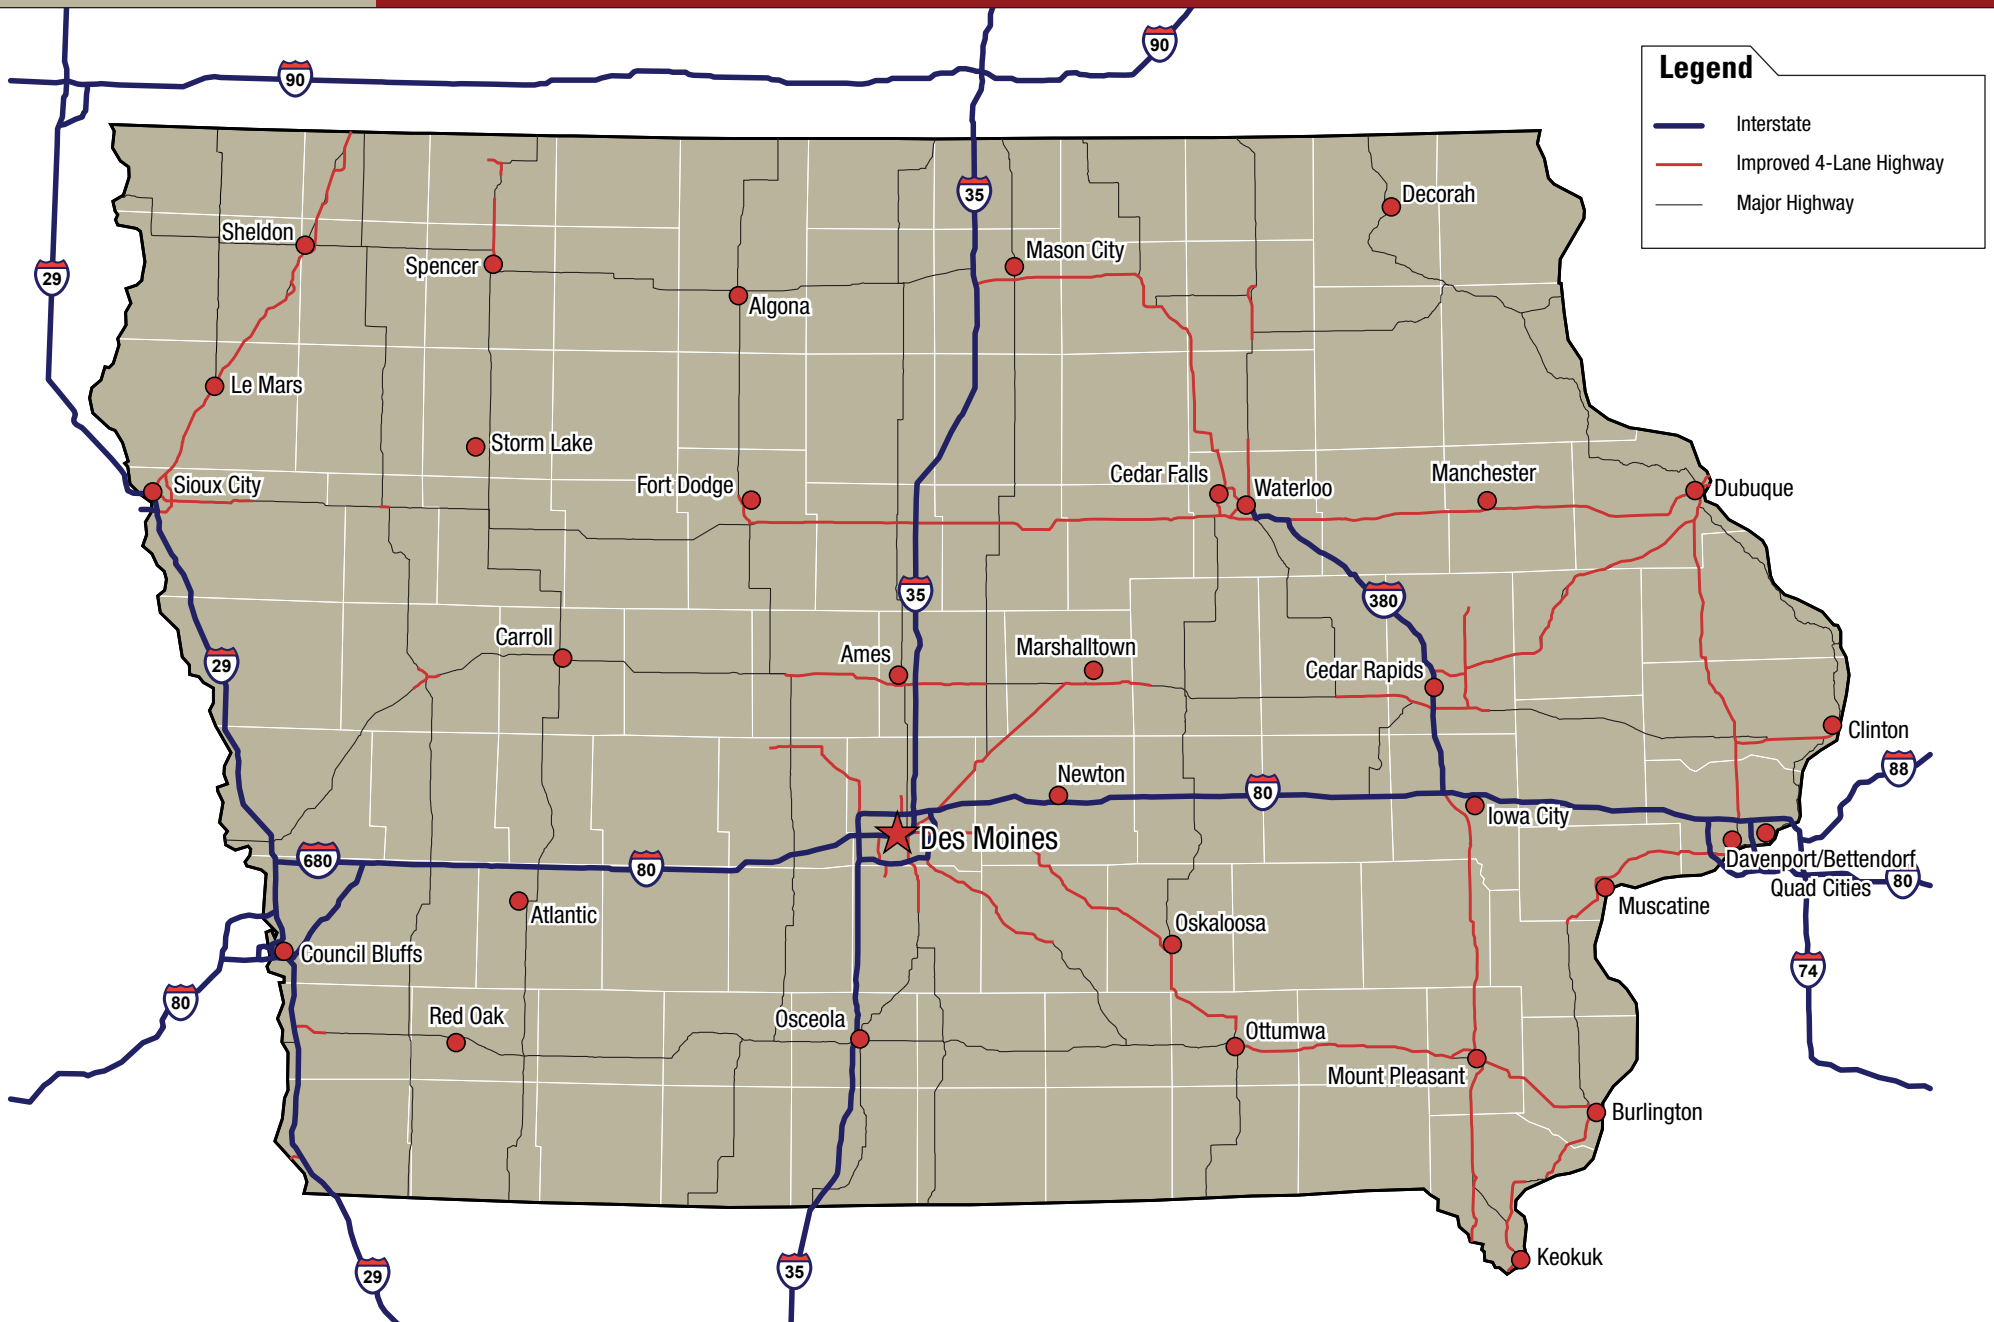 90
90
Legend
Interstate
Improved 4-Lane Highway
Major Highway
35
Decorah
Sheldon
Mason City
Spencer
29
Algona
Le Mars
Storm Lake
Cedar Falls
Manchester
Sioux City
Fort Dodge
Waterloo
Dubuque
35
380
Carroll
Ames
Marshalltown
29
Cedar Rapids
Clinton
88
Newton
80
Iowa City
Des Moines
680
80
Davenport/Bettendorf
Quad Cities
80
Atlantic
Muscatine
Oskaloosa
Council Bluffs
74
80
Red Oak
Osceola
Ottumwa
Mount Pleasant
Burlington
Keokuk
35
29